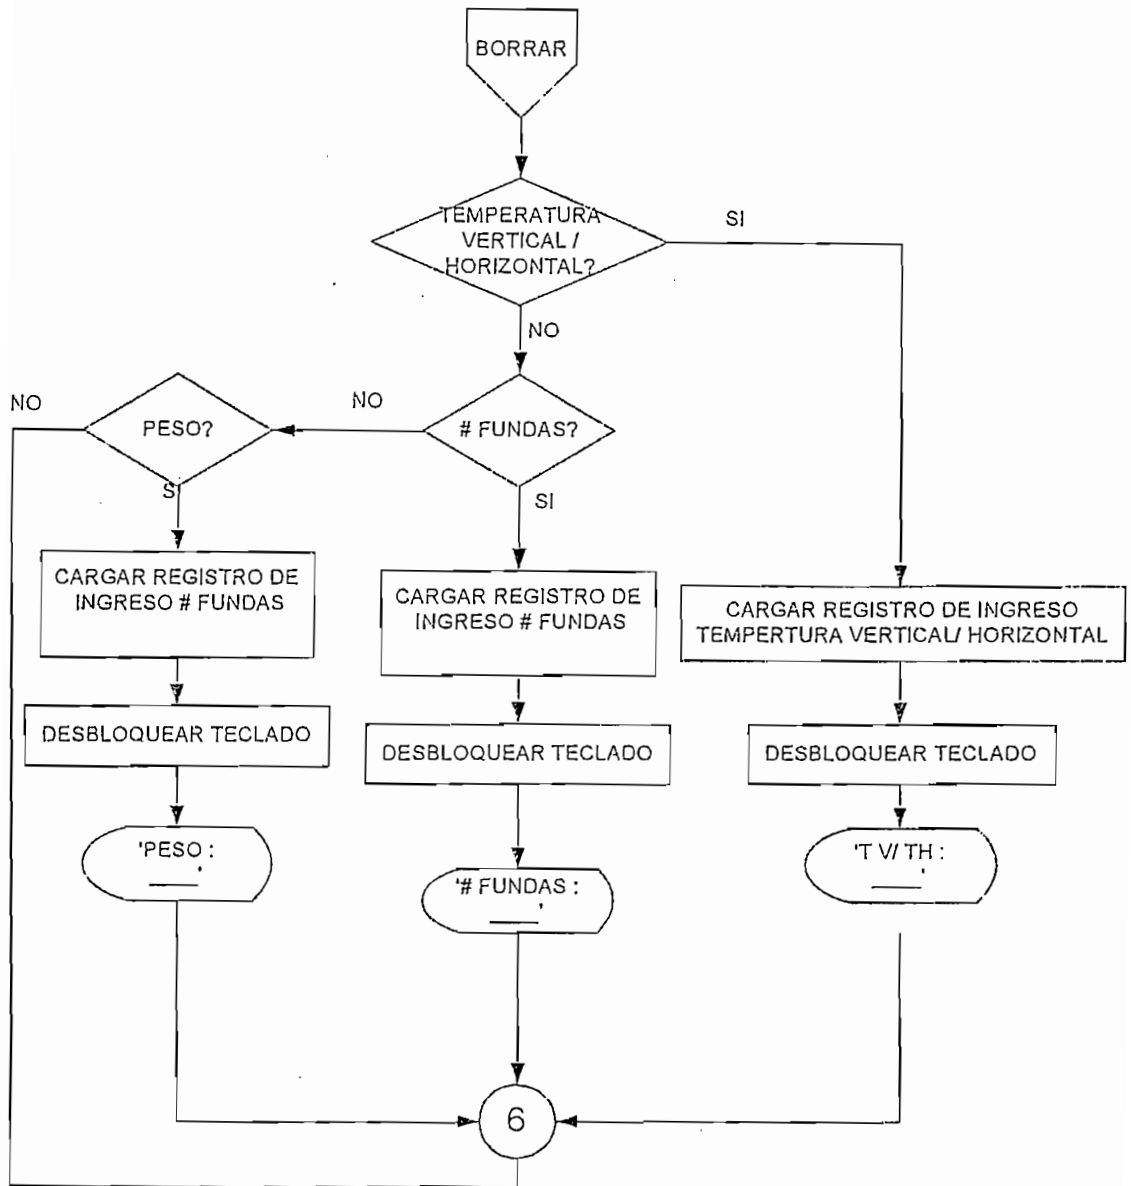 BORRAR
TEMPERATURA
VERTICAL /
HORIZONTAL?
SI
NO
NO
PESO?
NO
# FUNDAS?
SI
SI
CARGAR REGISTRO DE
INGRESO # FUNDAS
CARGAR REGISTRO DE
INGRESO # FUNDAS
CARGAR REGISTRO DE INGRESO
TEMPERTURA VERTICAL/ HORIZONTAL
DESBLOQUEAR TECLADO
DESBLOQUEAR TECLADO
DESBLOQUEAR TECLADO
'PESO :
____'
'# FUNDAS :
____'
'T V/ TH :
____'
6